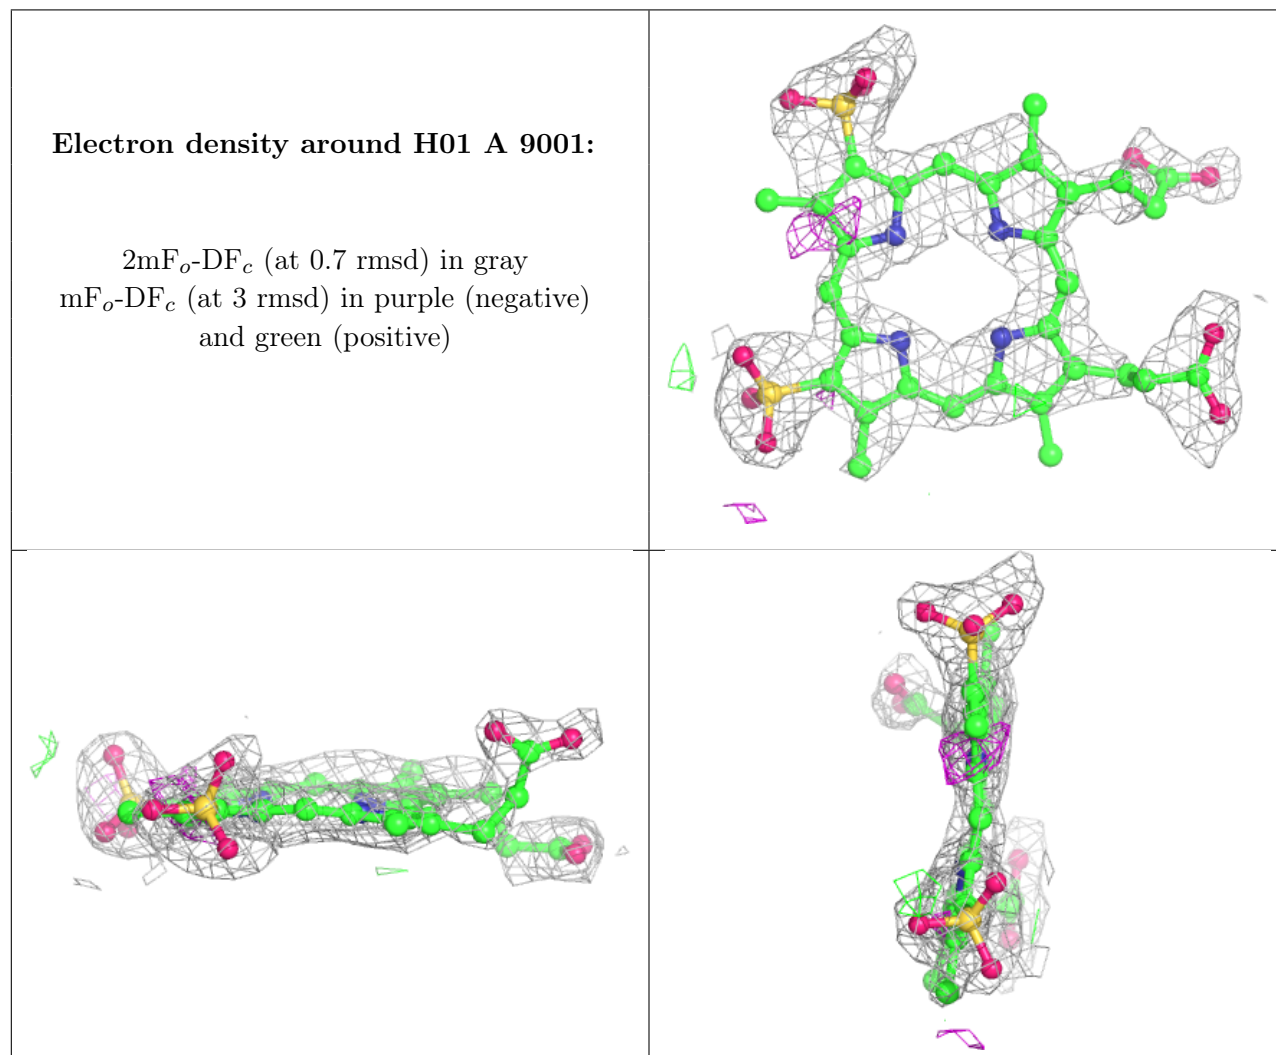 Electron density around H01 A 9001:
2mFo-DFc (at 0.7 rmsd) in gray
mFo-DFc (at 3 rmsd) in purple (negative)
and green (positive)